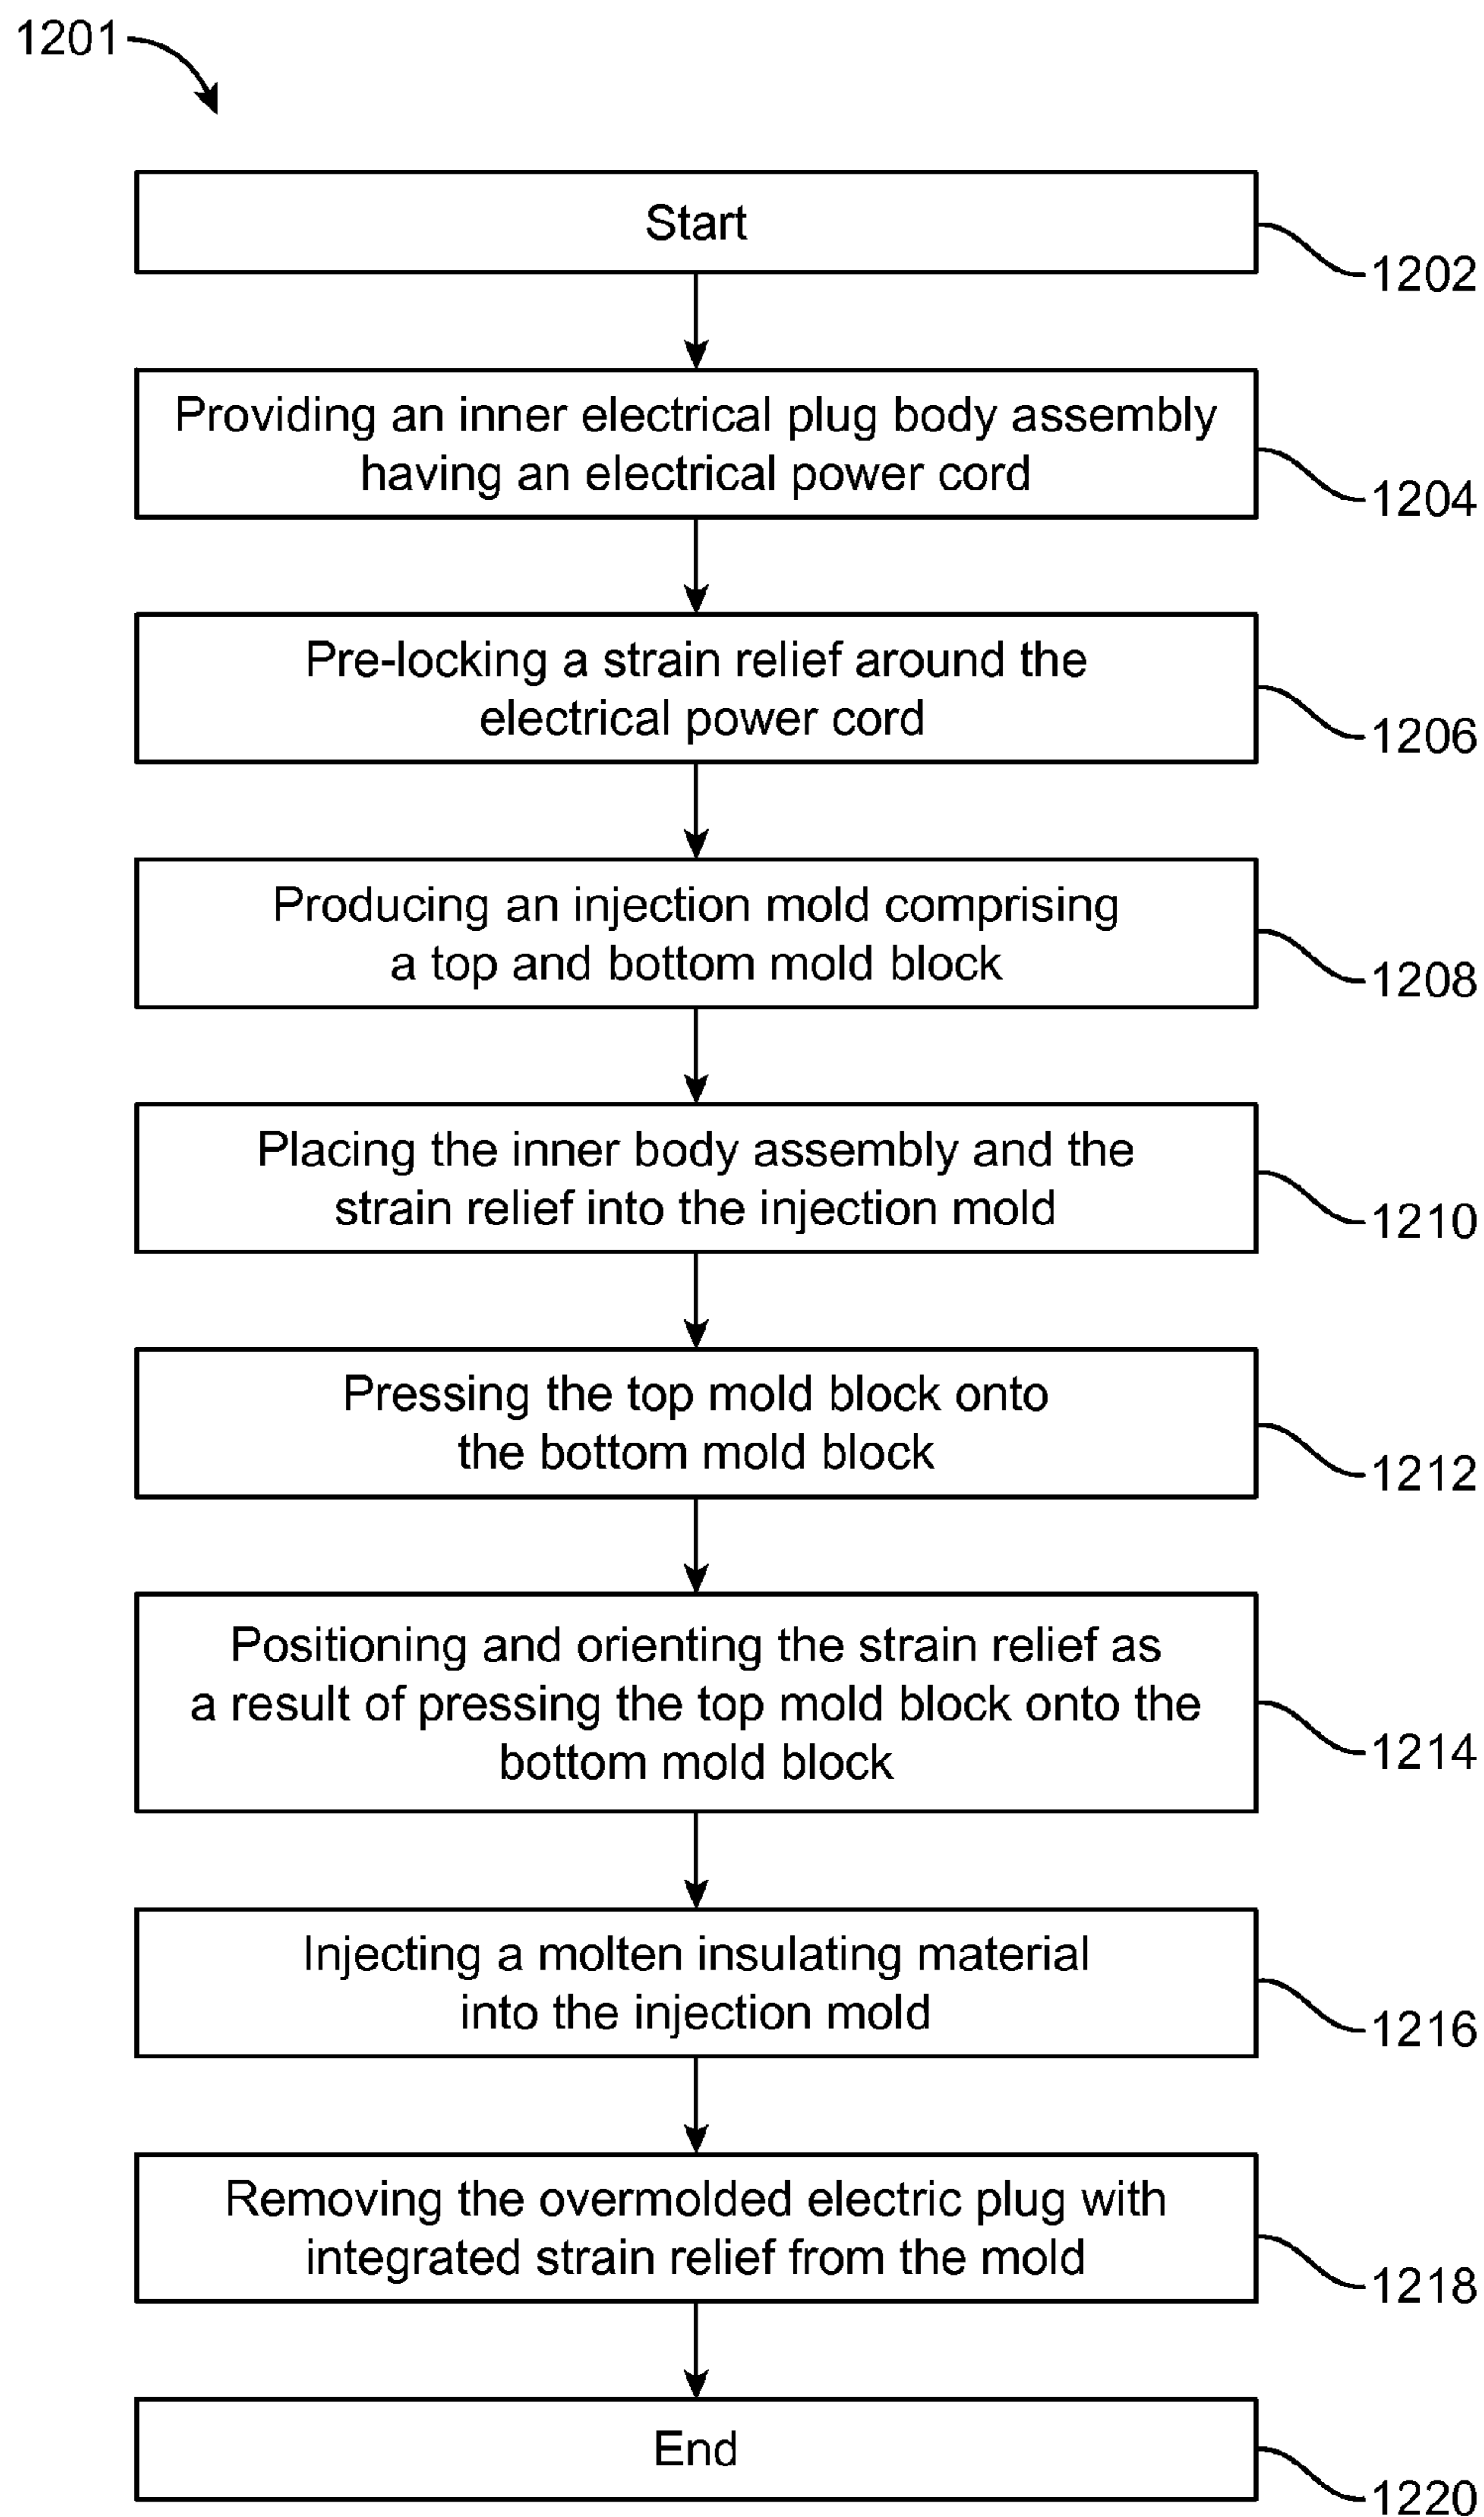 1201
Start
1202
Providing an inner electrical plug body assembly
having an electrical power cord
1204
Pre-locking a strain relief around the
electrical power cord
1206
Producing an injection mold comprising
a top and bottom mold block
1208
Placing the inner body assembly and the
strain relief into the injection mold
1210
Pressing the top mold block onto
the bottom mold block
1212
Positioning and orienting the strain relief as
a result of pressing the top mold block onto the
bottom mold block
1214
Injecting a molten insulating material
into the injection mold
1216
Removing the overmolded electric plug with
integrated strain relief from the mold
1218
End
1220